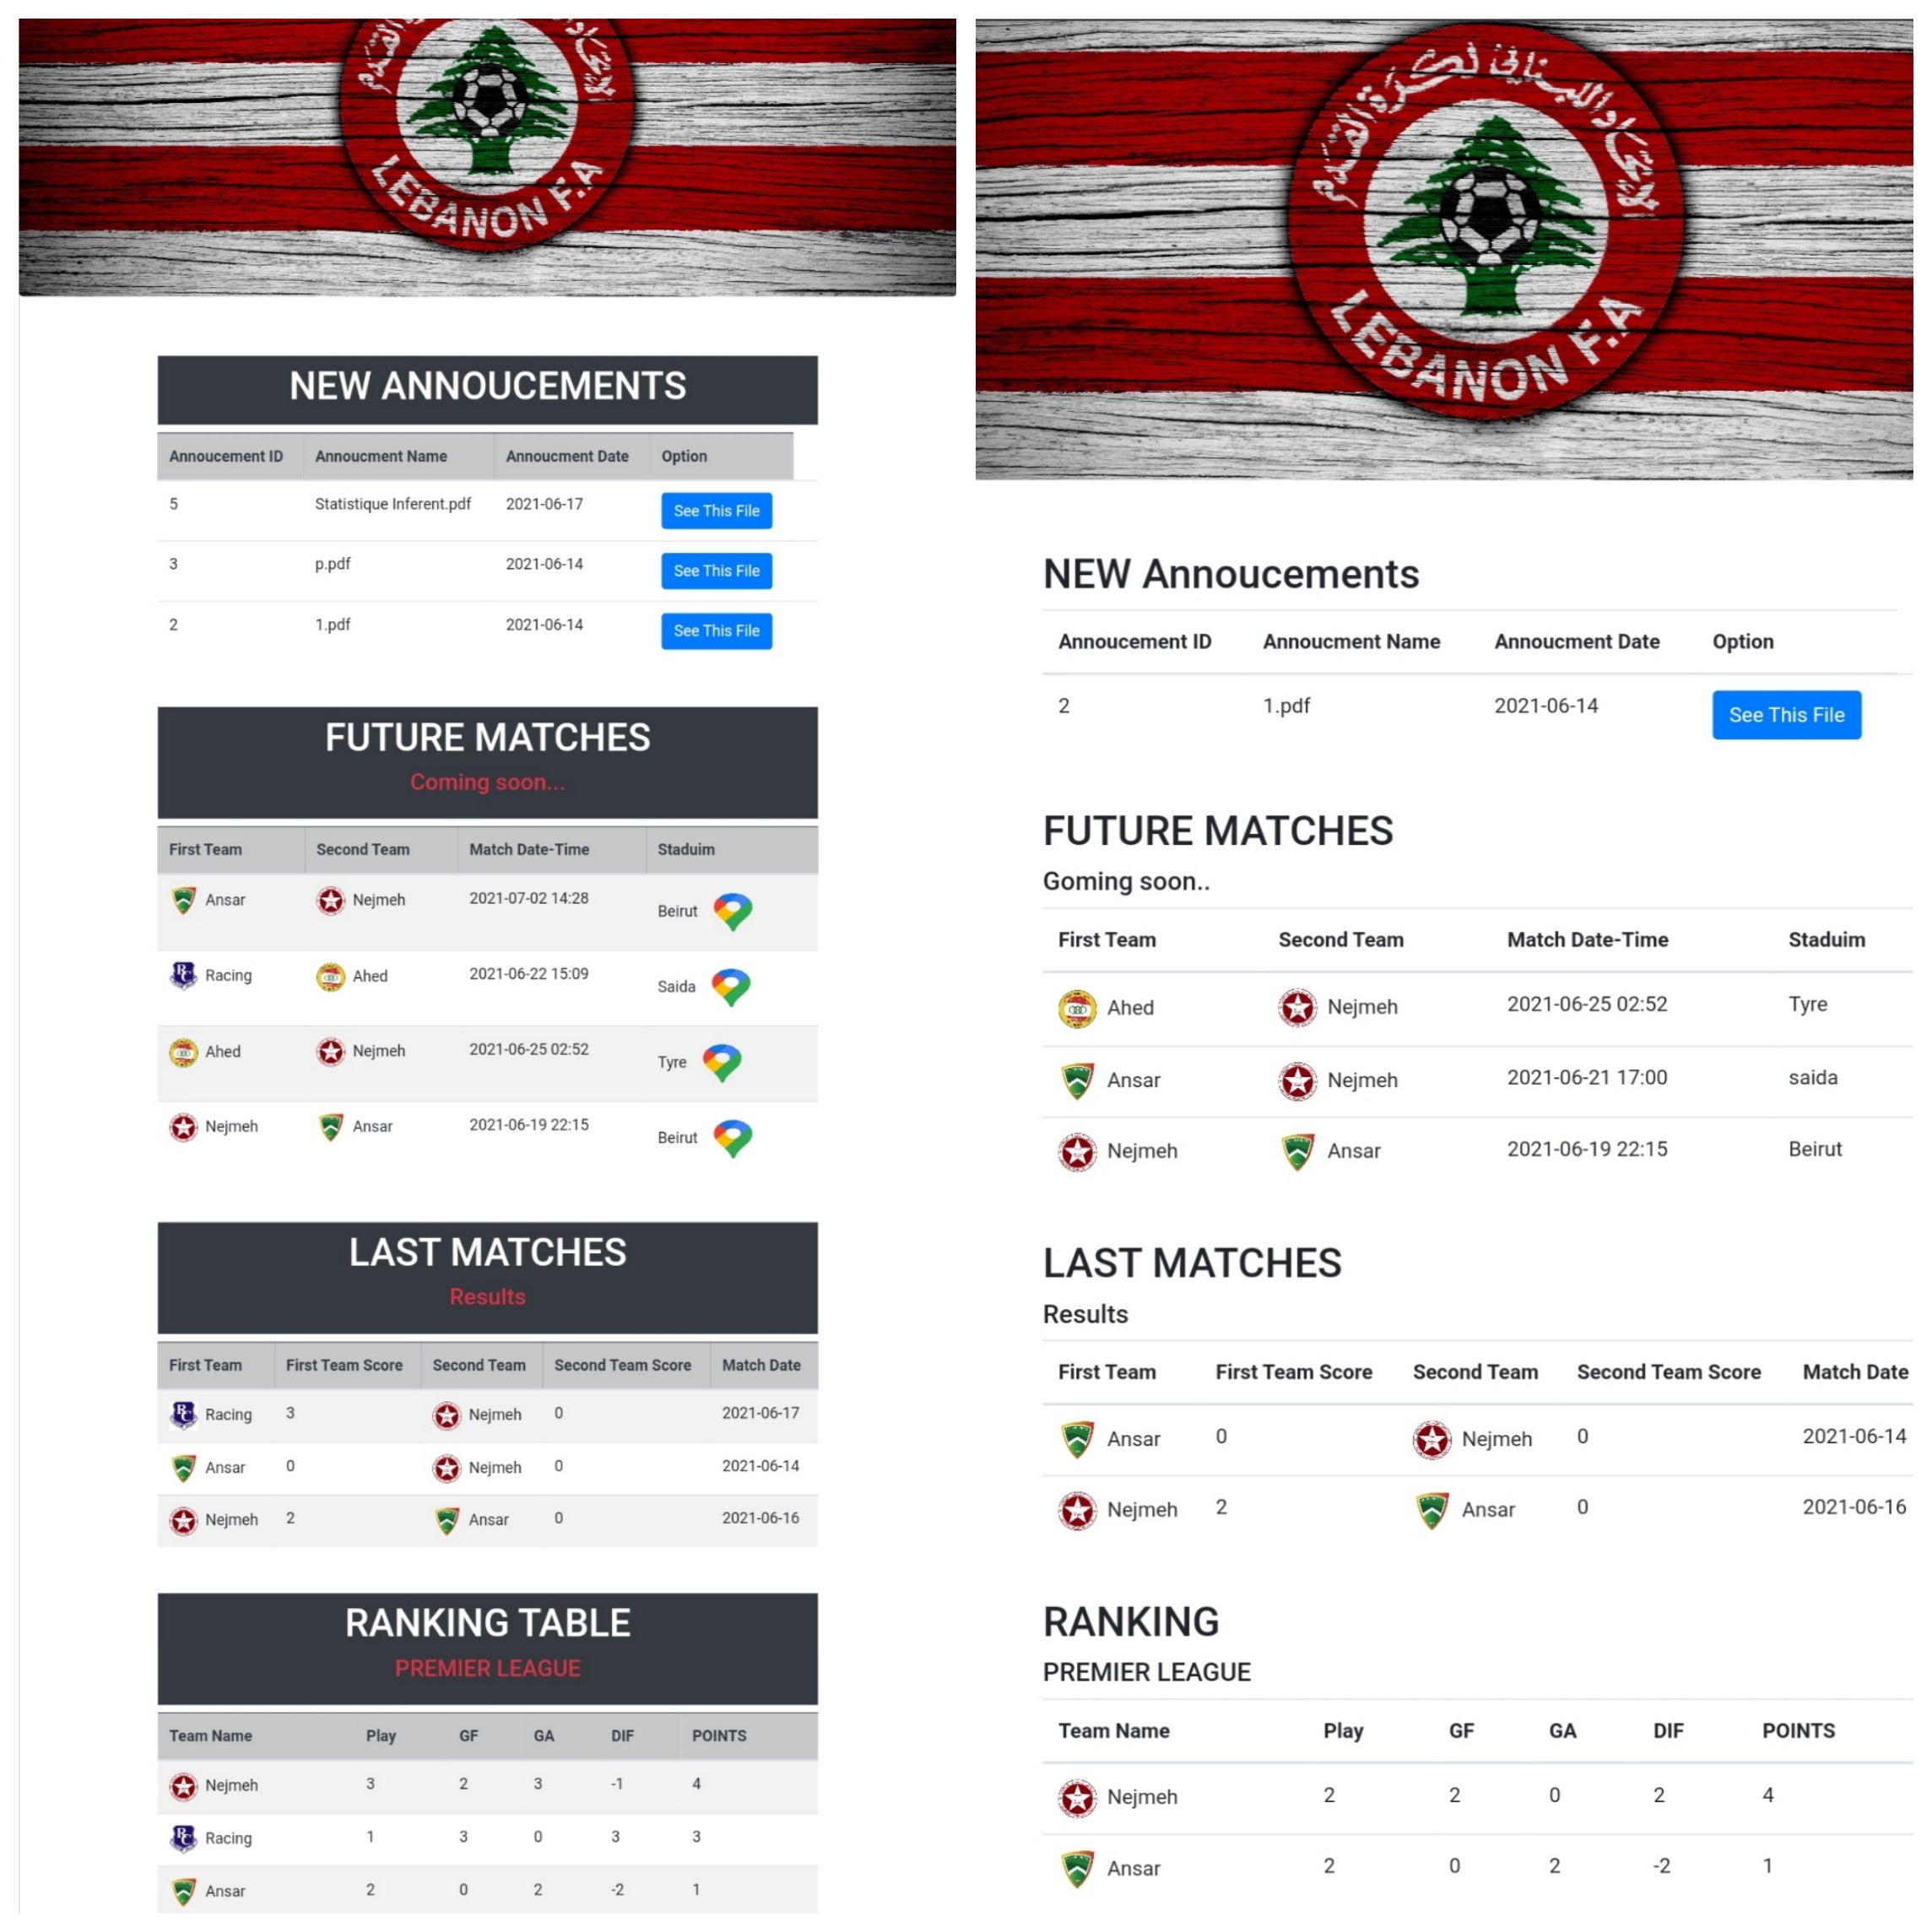 الإتحاد اللبناني لكرة القدم
LEBANON F.A
NEW ANNOUCEMENTS
Annoucement ID Annoucment Name Annoucment Date Option
5 Statistique Inferent.pdf 2021-06-17 See This File
3 p.pdf 2021-06-14 See This File
2 1.pdf 2021-06-14 See This File
FUTURE MATCHES
Coming soon...
First Team Second Team Match Date-Time Staduim
Ansar Nejmeh 2021-07-02 14:28 Beirut
Racing Ahed 2021-06-22 15:09 Saida
Ahed Nejmeh 2021-06-25 02:52 Tyre
Nejmeh Ansar 2021-06-19 22:15 Beirut
LAST MATCHES
Results
First Team First Team Score Second Team Second Team Score Match Date
Racing 3 Nejmeh 0 2021-06-17
Ansar 0 Nejmeh 0 2021-06-14
Nejmeh 2 Ansar 0 2021-06-16
RANKING TABLE
PREMIER LEAGUE
Team Name Play GF GA DIF POINTS
Nejmeh 3 2 3 -1 4
Racing 1 3 0 3 3
Ansar 2 0 2 -2 1
الإتحاد اللبناني لكرة القدم
LEBANON F.A
NEW Annoucements
Annoucement ID Annoucment Name Annoucment Date Option
2 1.pdf 2021-06-14 See This File
FUTURE MATCHES
Goming soon..
First Team Second Team Match Date-Time Staduim
Ahed Nejmeh 2021-06-25 02:52 Tyre
Ansar Nejmeh 2021-06-21 17:00 saida
Nejmeh Ansar 2021-06-19 22:15 Beirut
LAST MATCHES
Results
First Team First Team Score Second Team Second Team Score Match Date
Ansar 0 Nejmeh 0 2021-06-14
Nejmeh 2 Ansar 0 2021-06-16
RANKING
PREMIER LEAGUE
Team Name Play GF GA DIF POINTS
Nejmeh 2 2 0 2 4
Ansar 2 0 2 -2 1